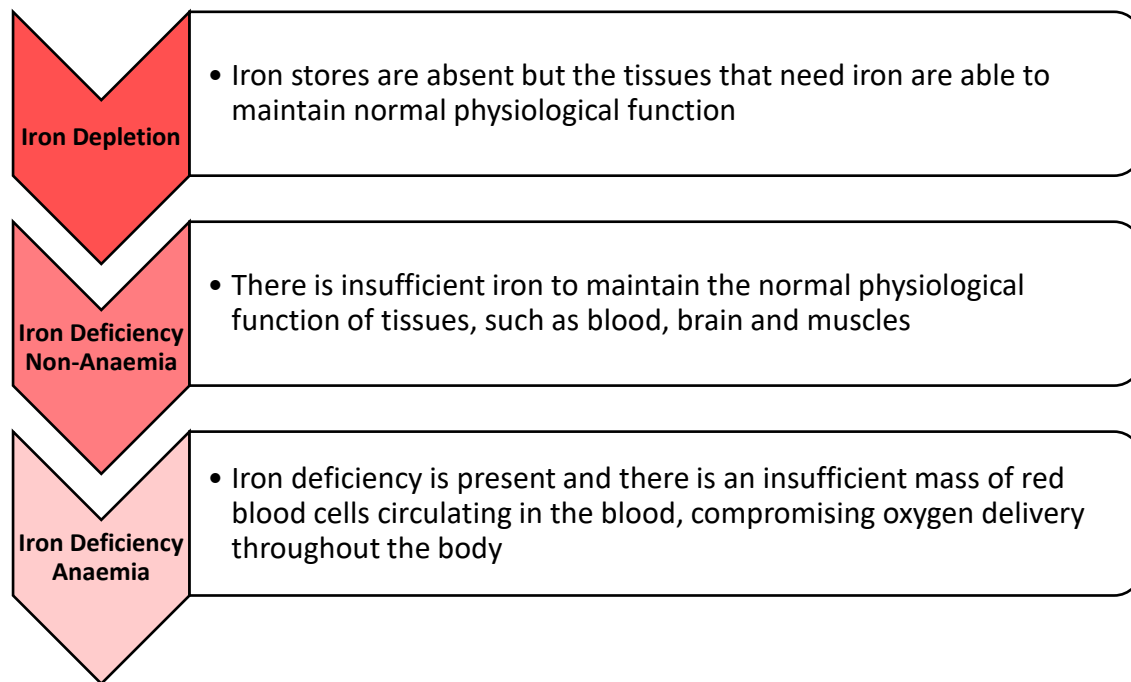 Iron Depletion
• Iron stores are absent but the tissues that need iron are able to
maintain normal physiological function
Iron Deficiency
Non-Anaemia
• There is insufficient iron to maintain the normal physiological
function of tissues, such as blood, brain and muscles
Iron Deficiency
Anaemia
• Iron deficiency is present and there is an insufficient mass of red
blood cells circulating in the blood, compromising oxygen delivery
throughout the body